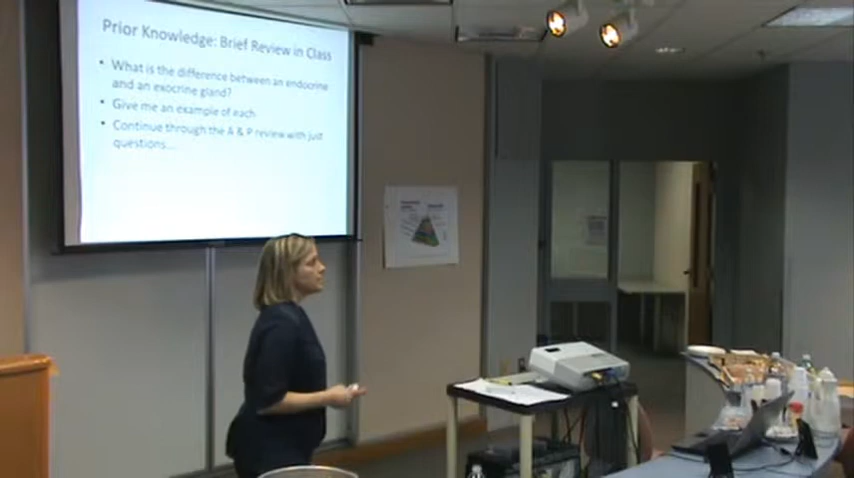 Prior Knowledge: Brief Review in Class
• What is the difference between an endocrine
and an exocrine gland?
• Give me an example of each
• Continue through the A & P review with just
questions....